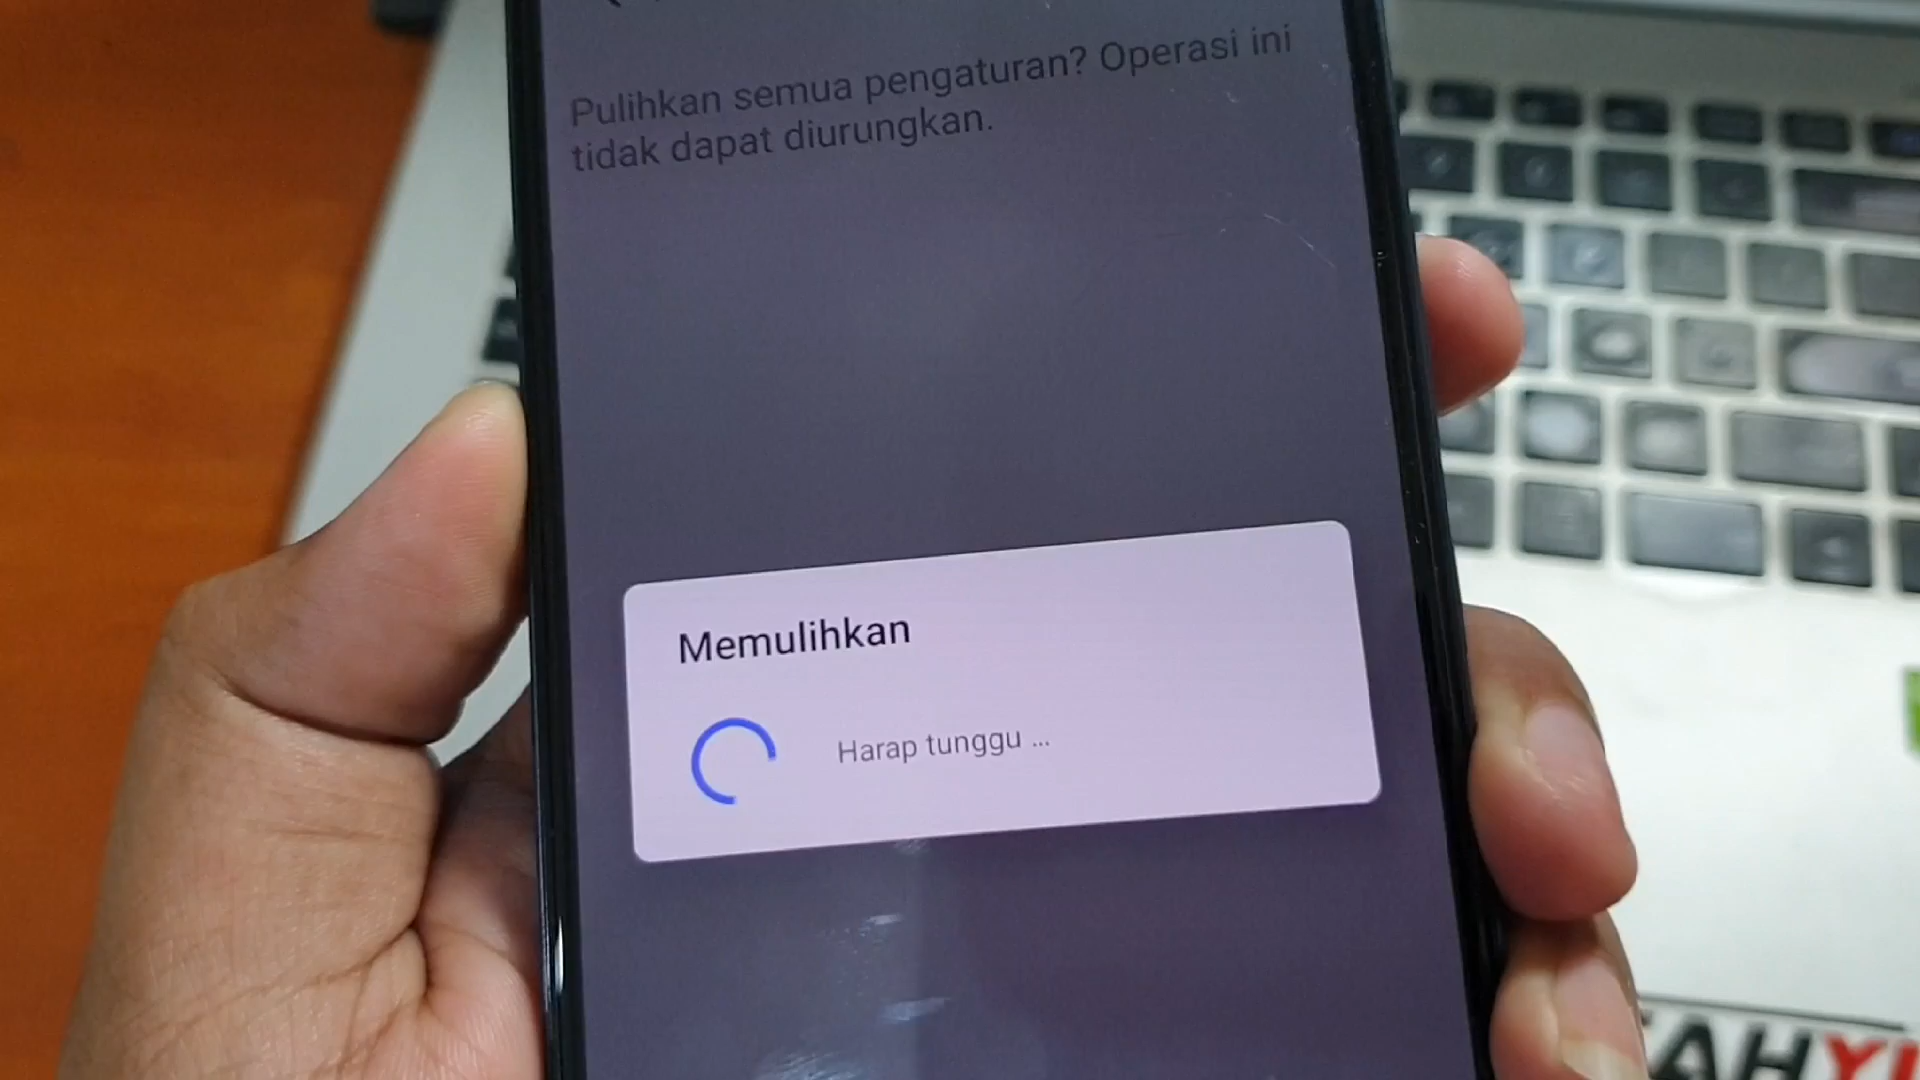 Pulihkan semua pengaturan? Operasi ini
tidak dapat diurungkan.
Memulihkan
Harap tunggu ...